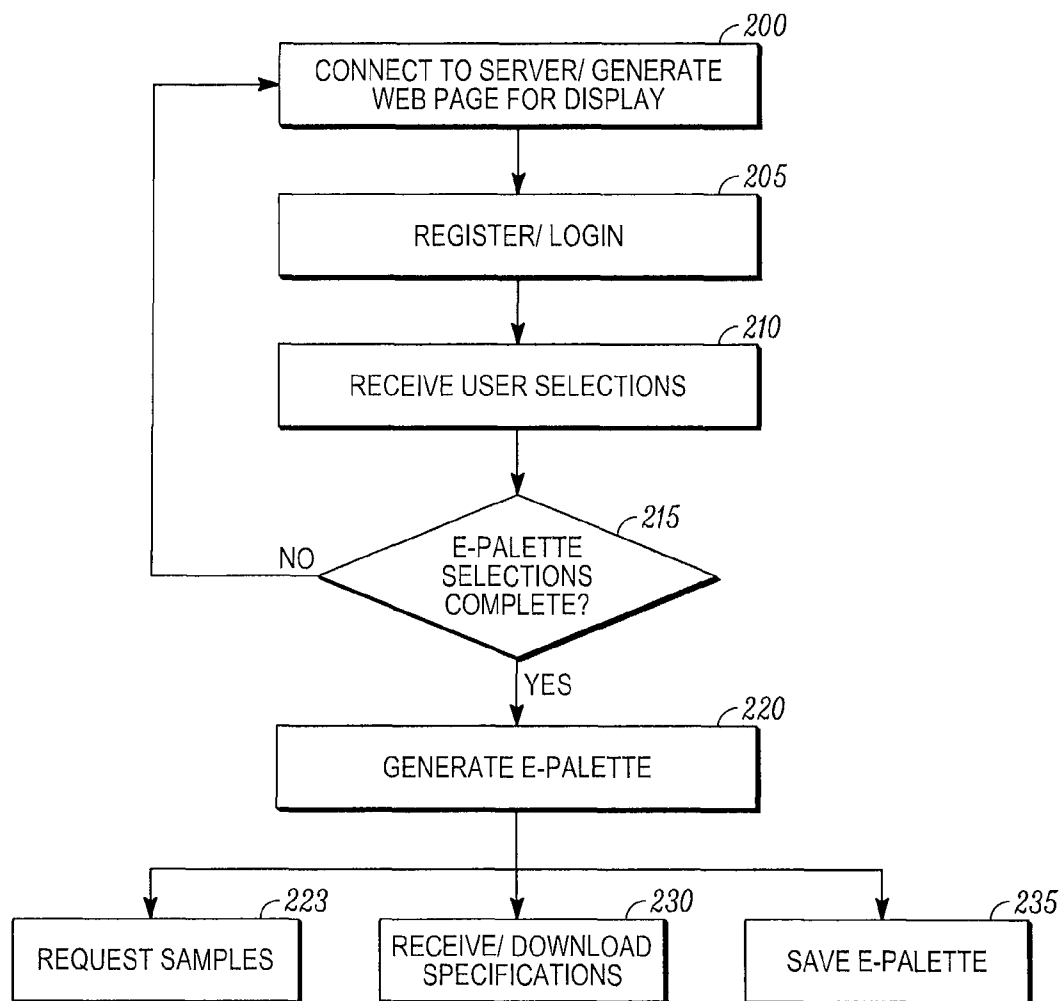 200
CONNECT TO SERVER/ GENERATE
WEB PAGE FOR DISPLAY
205
REGISTER/ LOGIN
210
RECEIVE USER SELECTIONS
215
E-PALETTE
SELECTIONS
COMPLETE?
NO
YES
220
GENERATE E-PALETTE
223
REQUEST SAMPLES
230
RECEIVE/ DOWNLOAD
SPECIFICATIONS
235
SAVE E-PALETTE